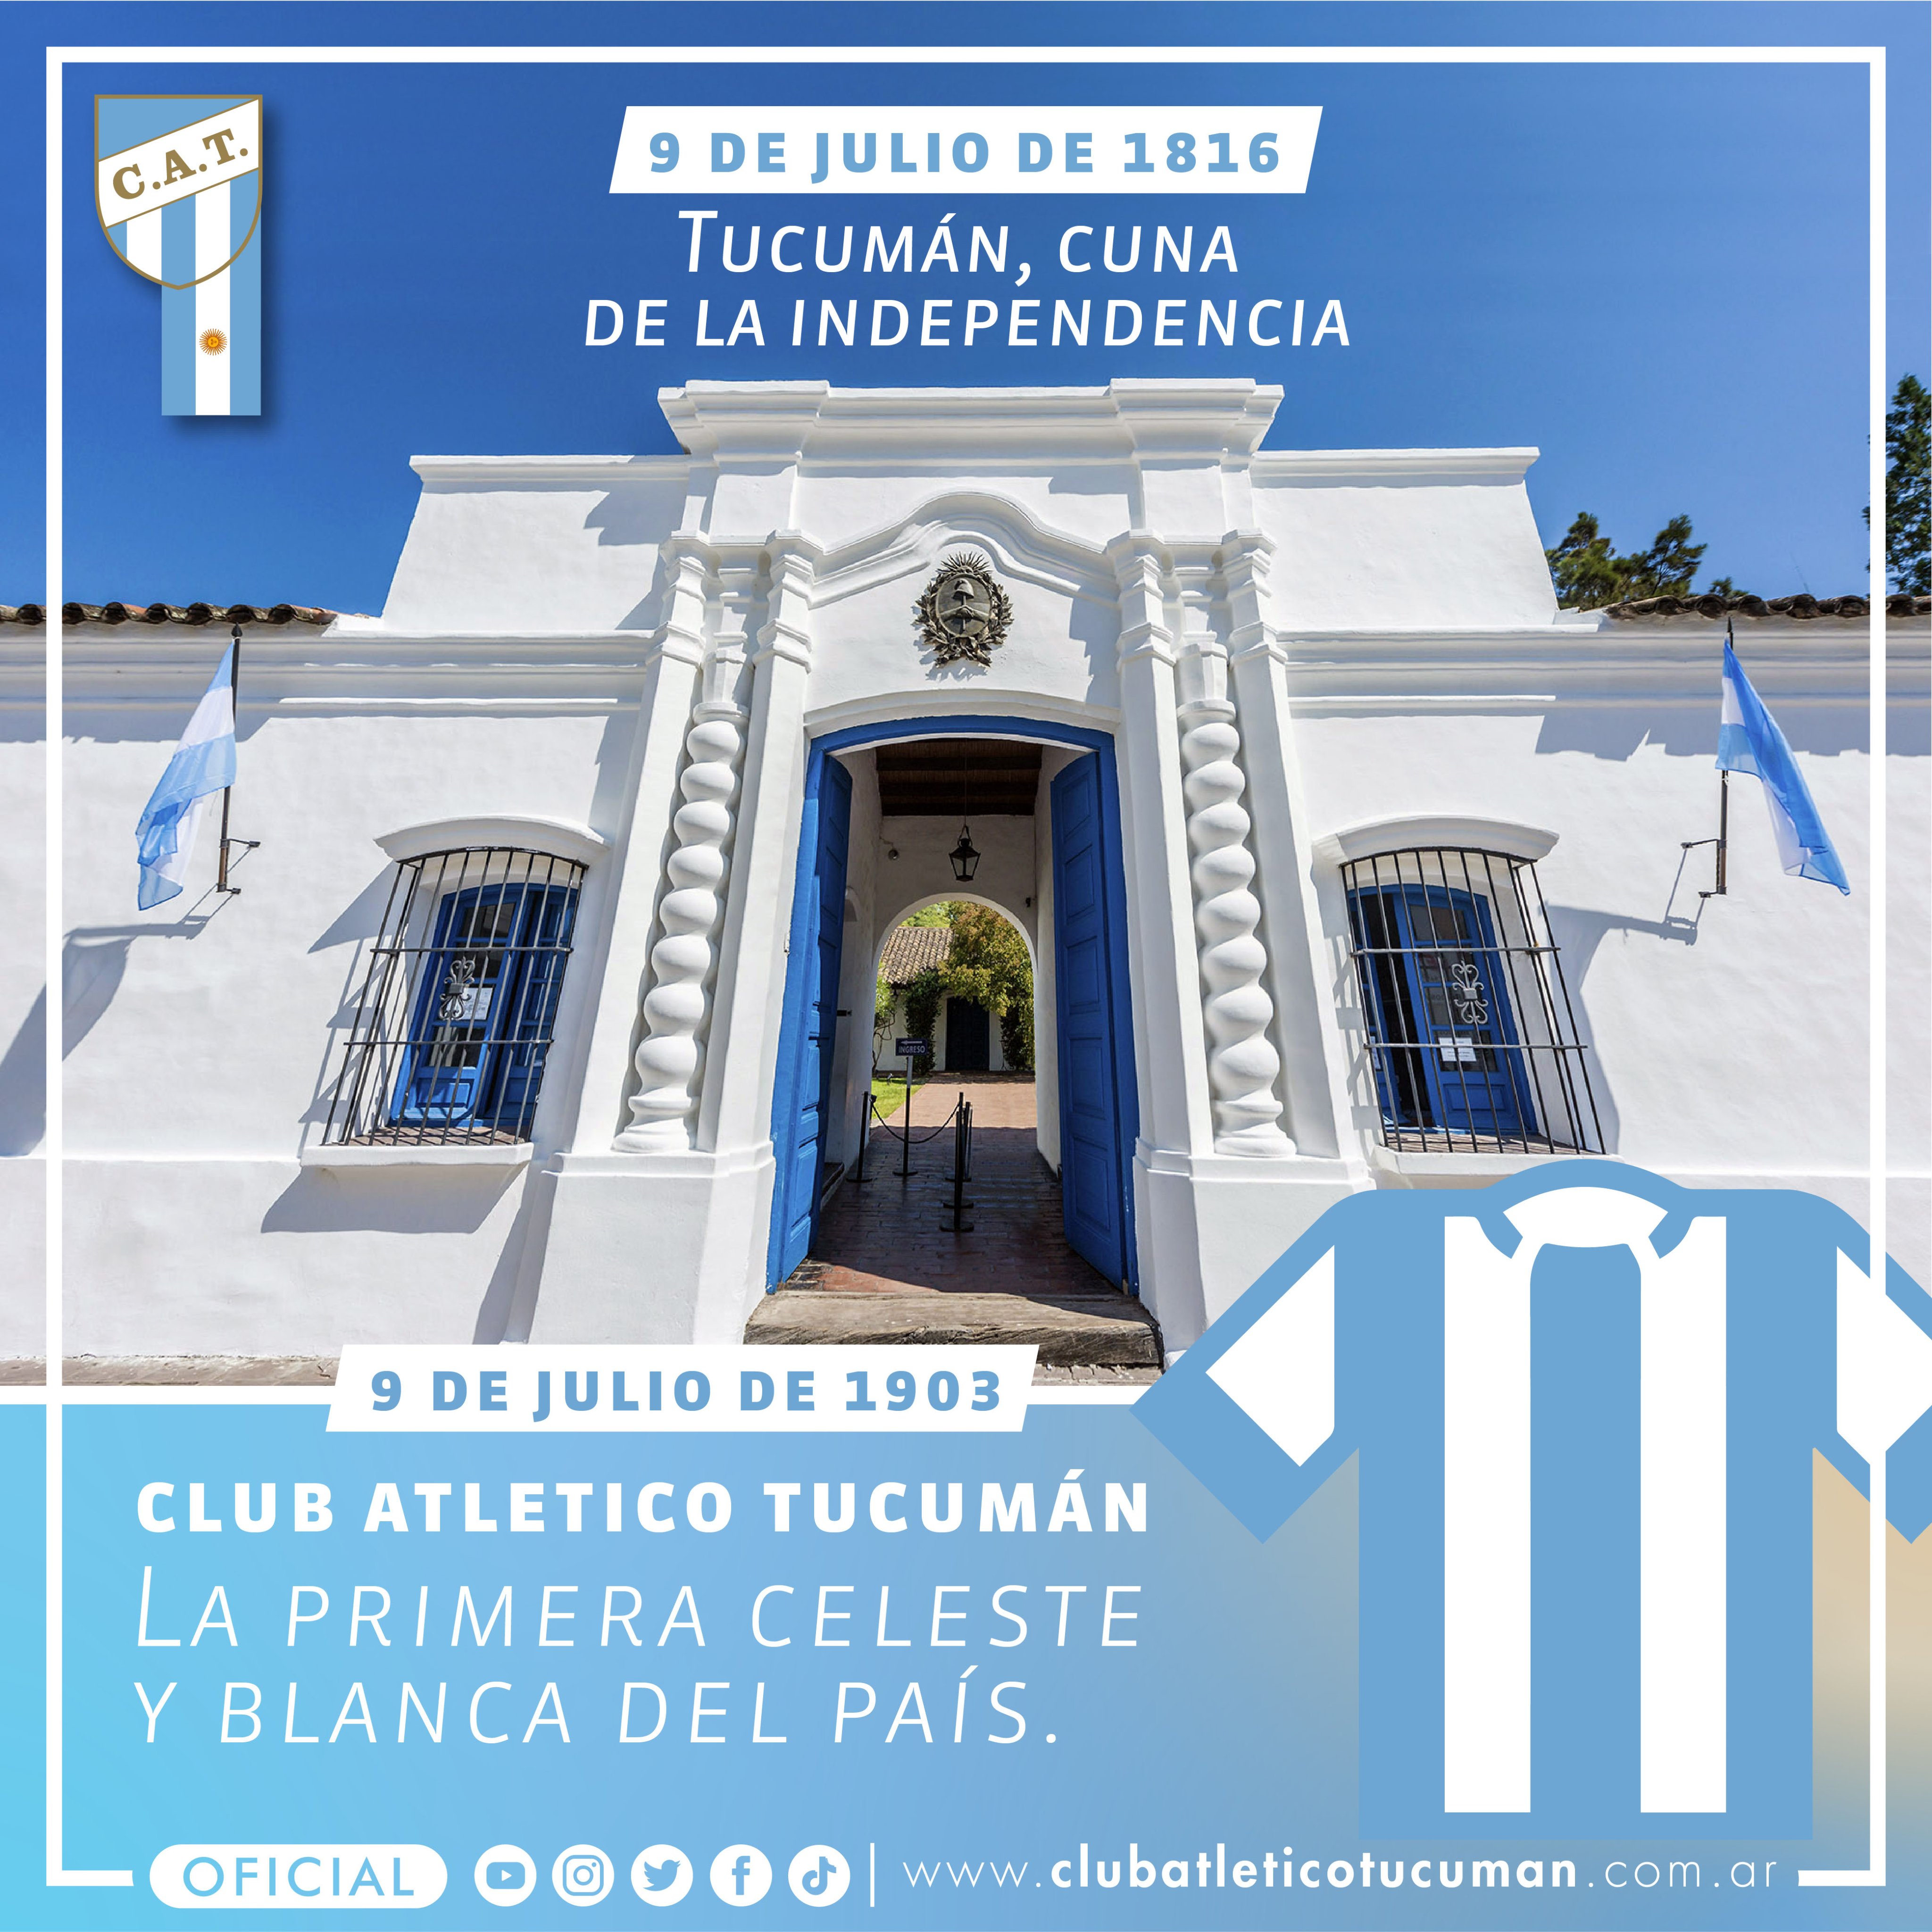 C.A.T.
9 DE JULIO DE 1816
TUCUMÁN, CUNA
DE LA INDEPENDENCIA
INGRESO
9 DE JULIO DE 1903
CLUB ATLETICO TUCUMÁN
LA PRIMERA CELESTE
Y BLANCA DEL PAÍS.
OFICIAL
www.clubatleticotucuman.com.ar